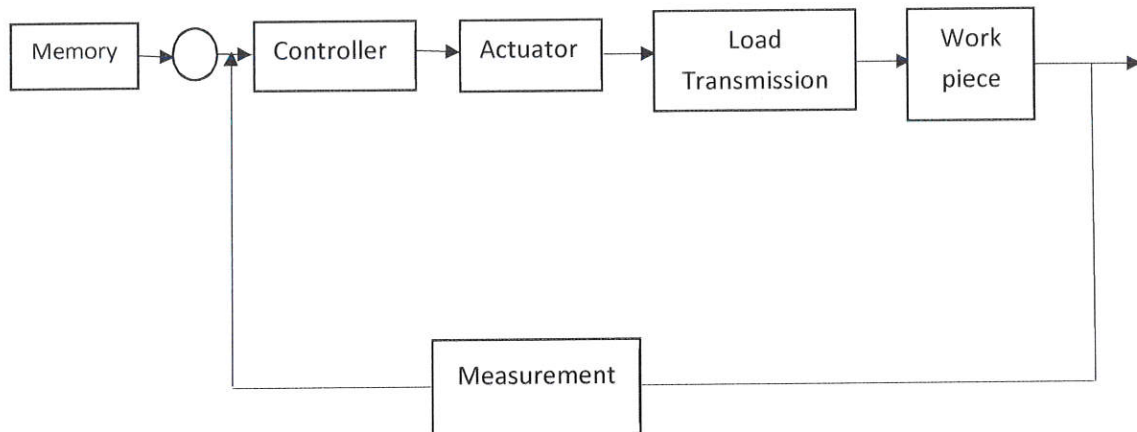 Memory
Controller
Actuator
Load
Transmission
Work
piece
Measurement